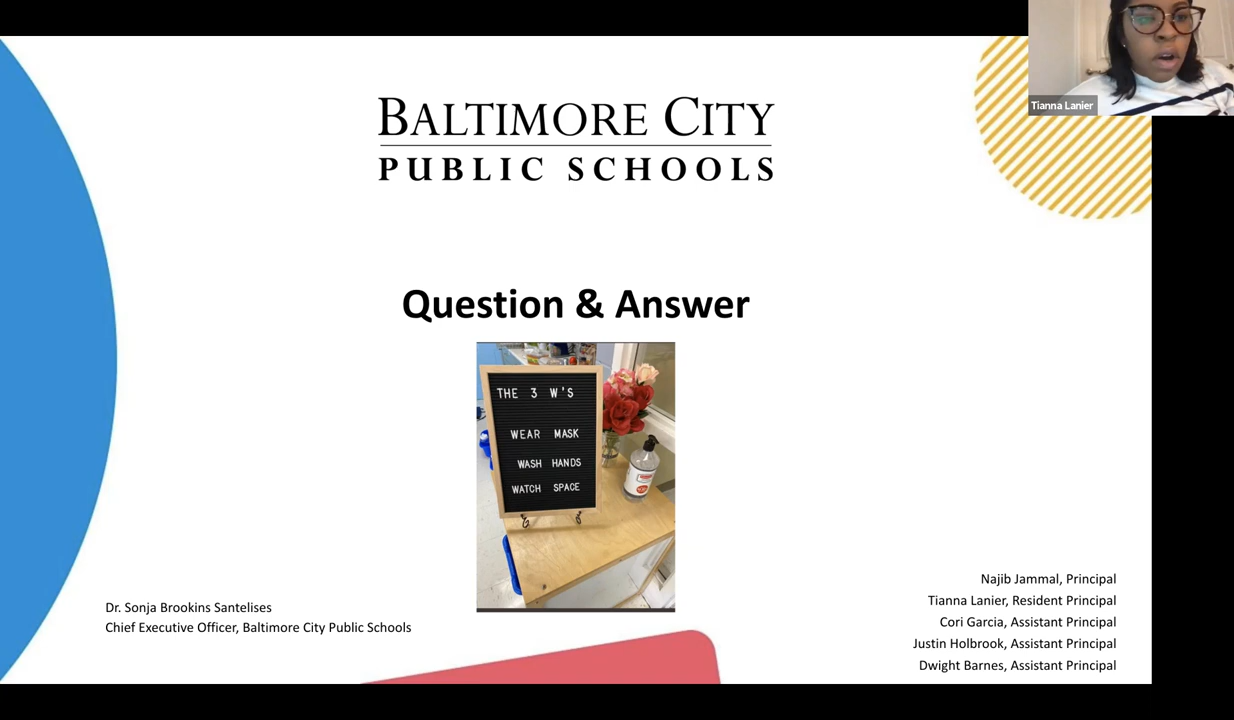 Tianna Lanier
BALTIMORE CITY
PUBLIC SCHOOLS
Question & Answer
THE 3 W'S
WEAR MASK
WASH HANDS
WATCH SPACE
Dr. Sonja Brookins Santelises
Chief Executive Officer, Baltimore City Public Schools
Najib Jammal, Principal
Tianna Lanier, Resident Principal
Cori Garcia, Assistant Principal
Justin Holbrook, Assistant Principal
Dwight Barnes, Assistant Principal